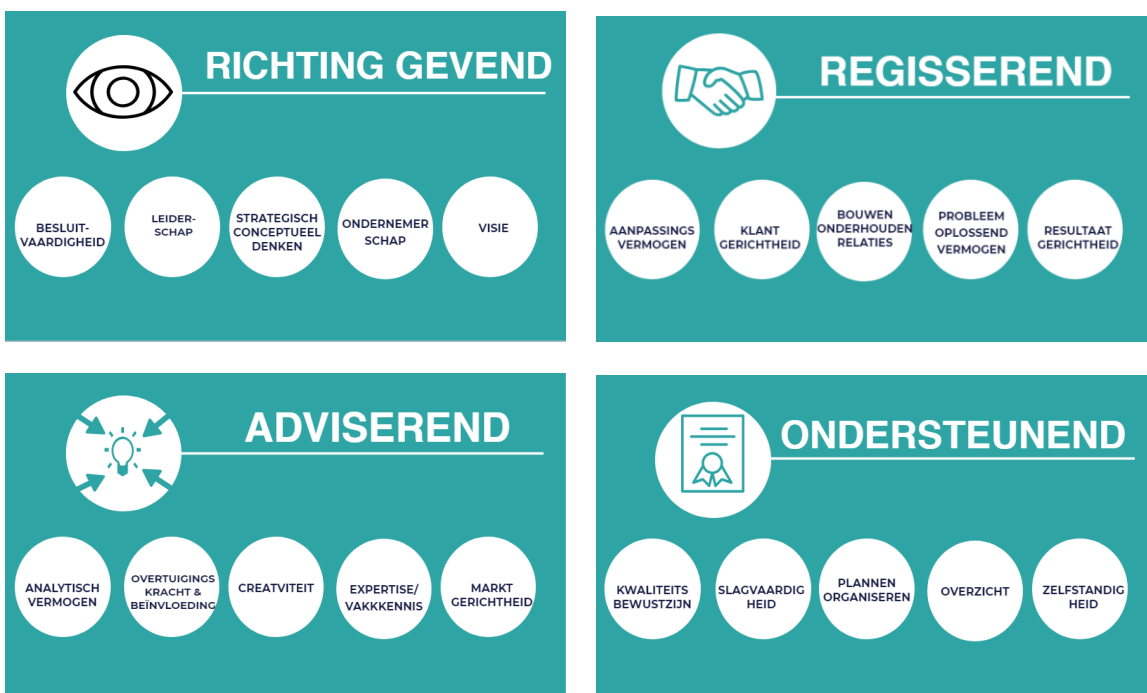 RICHTING GEVEND
BESLUIT-
VAARDIGHEID
LEIDER-
SCHAP
STRATEGISCH
CONCEPTUEEL
DENKEN
ONDERNEMER
SCHAP
VISIE
REGISSEREND
AANPASSINGS
VERMOGEN
KLANT
GERICHTHEID
BOUWEN
ONDERHOUDEN
RELATIES
PROBLEEM
OPLOSSEND
VERMOGEN
RESULTAAT
GERICHTHEID
ADVISEREND
ANALYTISCH
VERMOGEN
OVERTUIGINGS
KRACHT &
BEÏNVLOEDING
CREATVITEIT
EXPERTISE/
VAKKKENNIS
MARKT
GERICHTHEID
ONDERSTEUNEND
KWALITEITS
BEWUSTZIJN
SLAGVAARDIG
HEID
PLANNEN
ORGANISEREN
OVERZICHT
ZELFSTANDIG
HEID